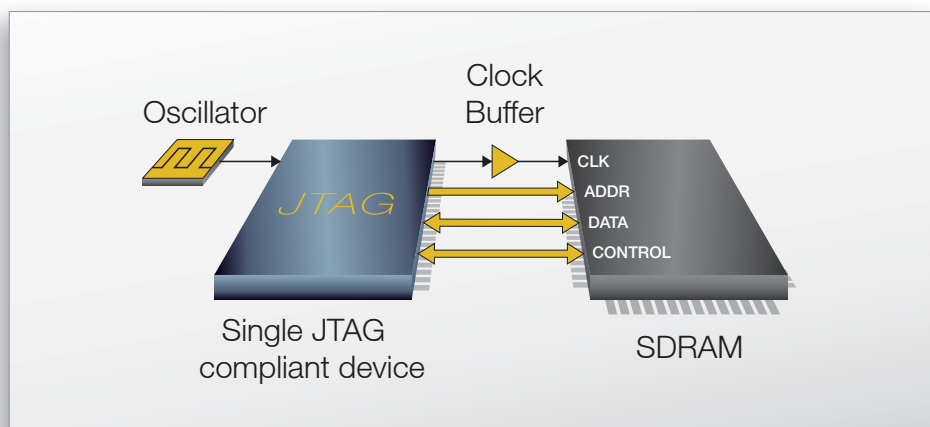 Oscillator
Clock
Buffer
JTAG
CLK
ADDR
DATA
CONTROL
Single JTAG
compliant device
SDRAM